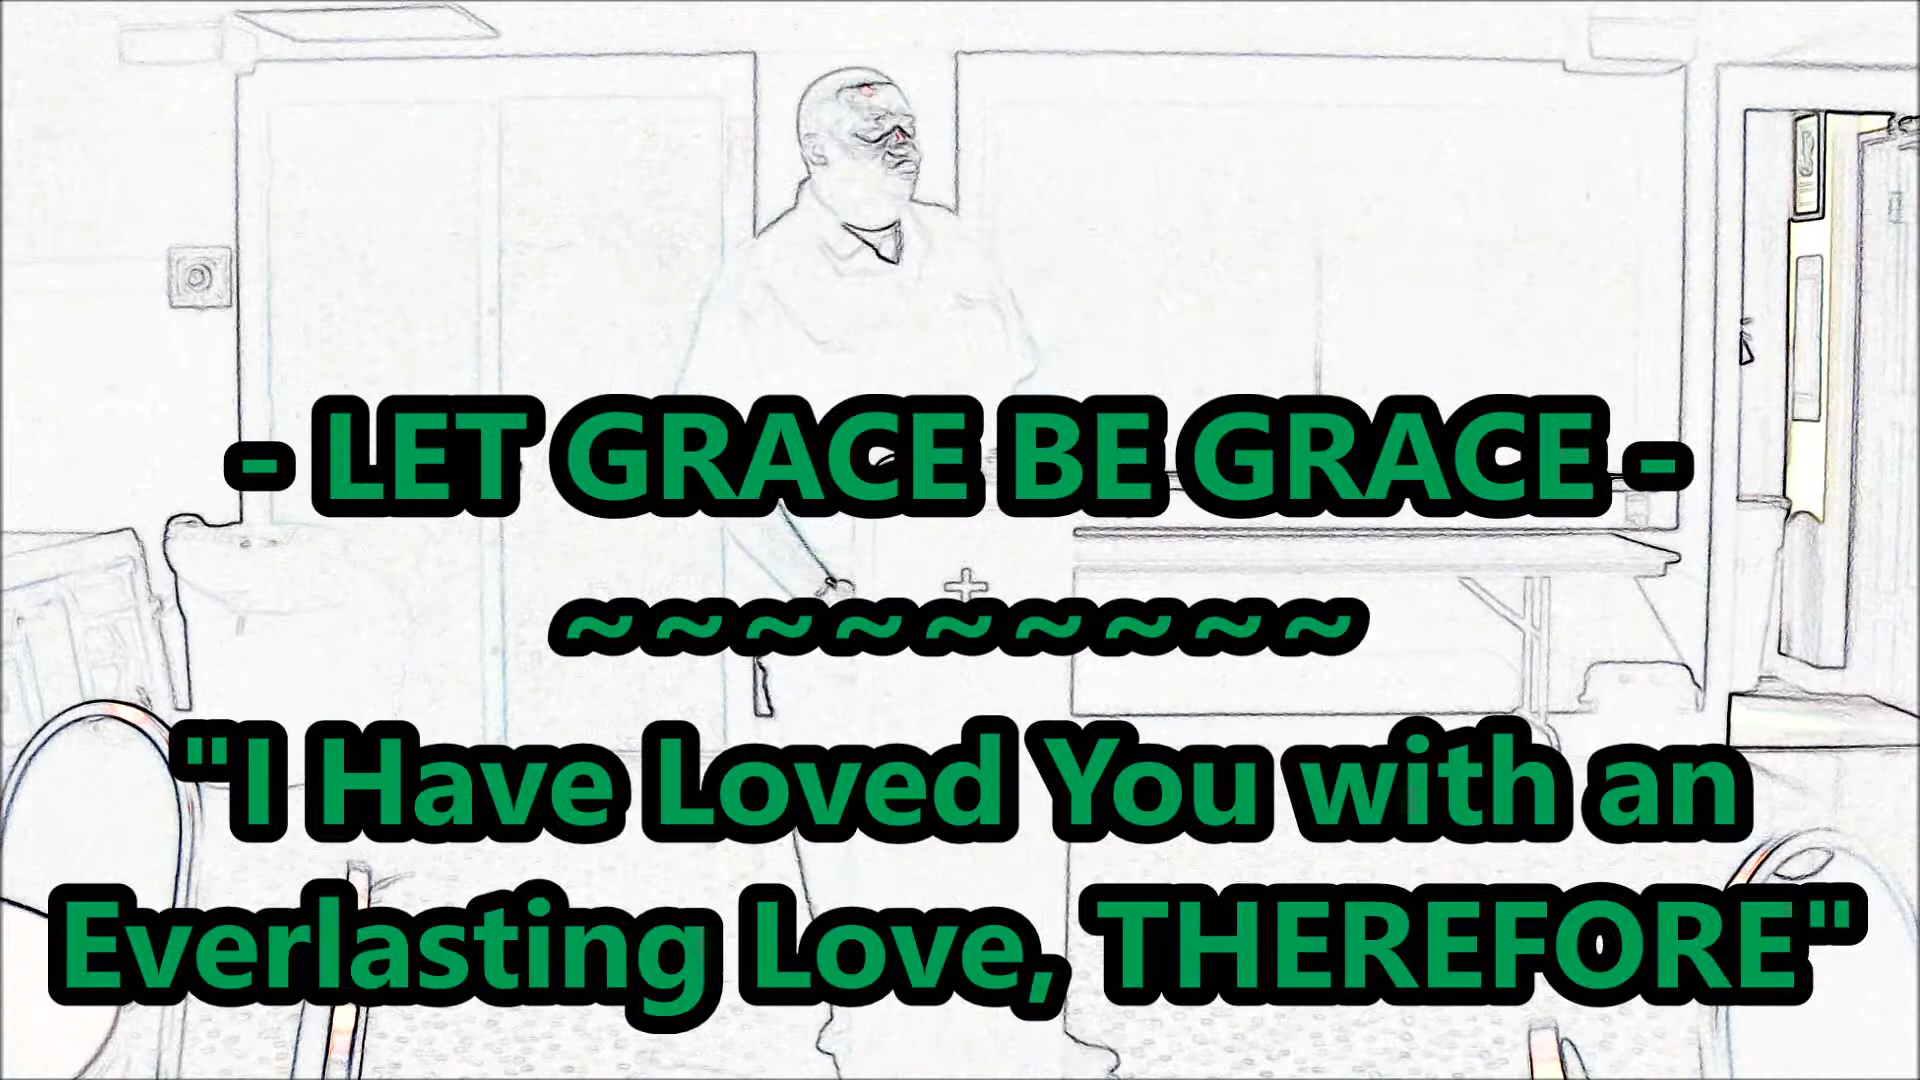 - LET GRACE BE GRACE -
~~~~~~~~~
"I Have Loved You with an
Everlasting Love, THEREFORE"